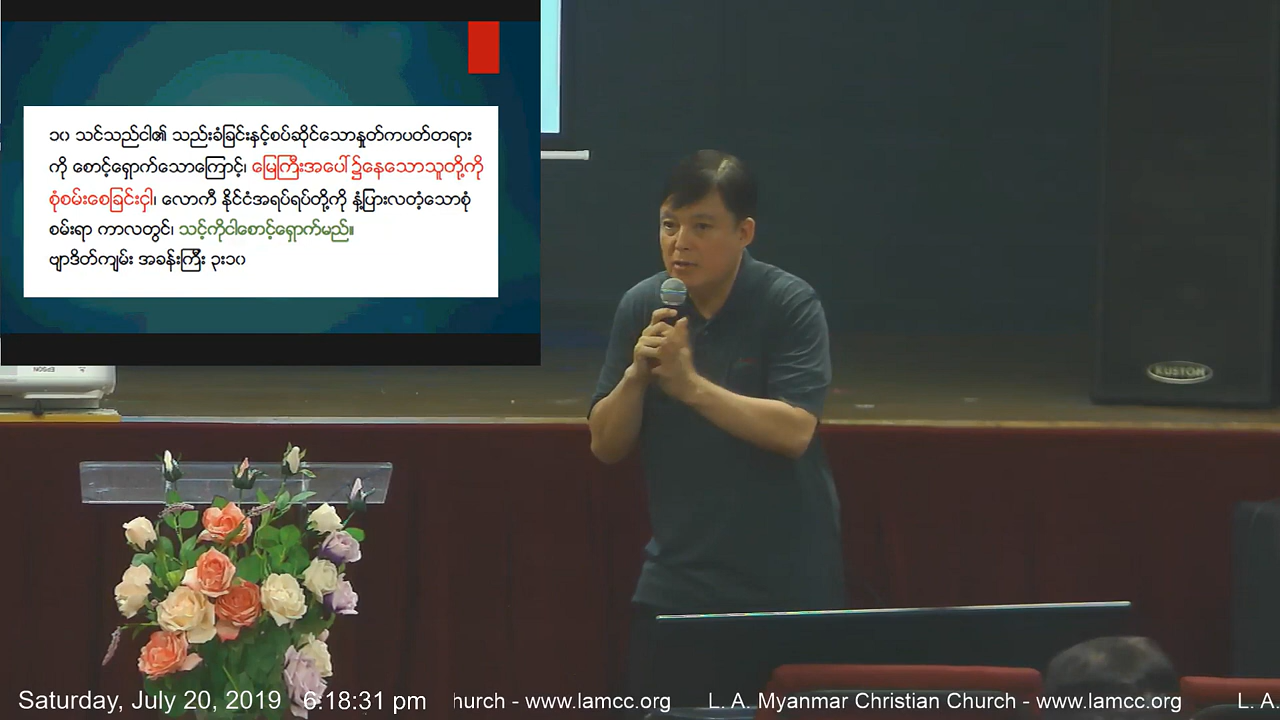 ၁၀ သင်သည်ငါ၏ သည်းခံခြင်းနှင့်စပ်ဆိုင်သောနှုတ်ကပတ်တရား
ကို စောင့်ရှောက်သောကြောင့်၊ မြေကြီးအပေါ်၌နေသောသူတို့ကို
စုံစမ်းစေခြင်းငှါ၊ လောကီ နိုင်ငံအရပ်ရပ်တို့ကို နှံ့ပြားလတံ့သောစုံ
စမ်းရာ ကာလတွင်၊ သင့်ကိုငါစောင့်ရှောက်မည်။
ဗျာဒိတ်ကျမ်း အခန်းကြီး ၃း၁၀
EPSON
KUSTOM
Saturday, July 20, 2019 6:18:31 pm hurch - www.lamcc.org L. A. Myanmar Christian Church - www.lamcc.org L. A.